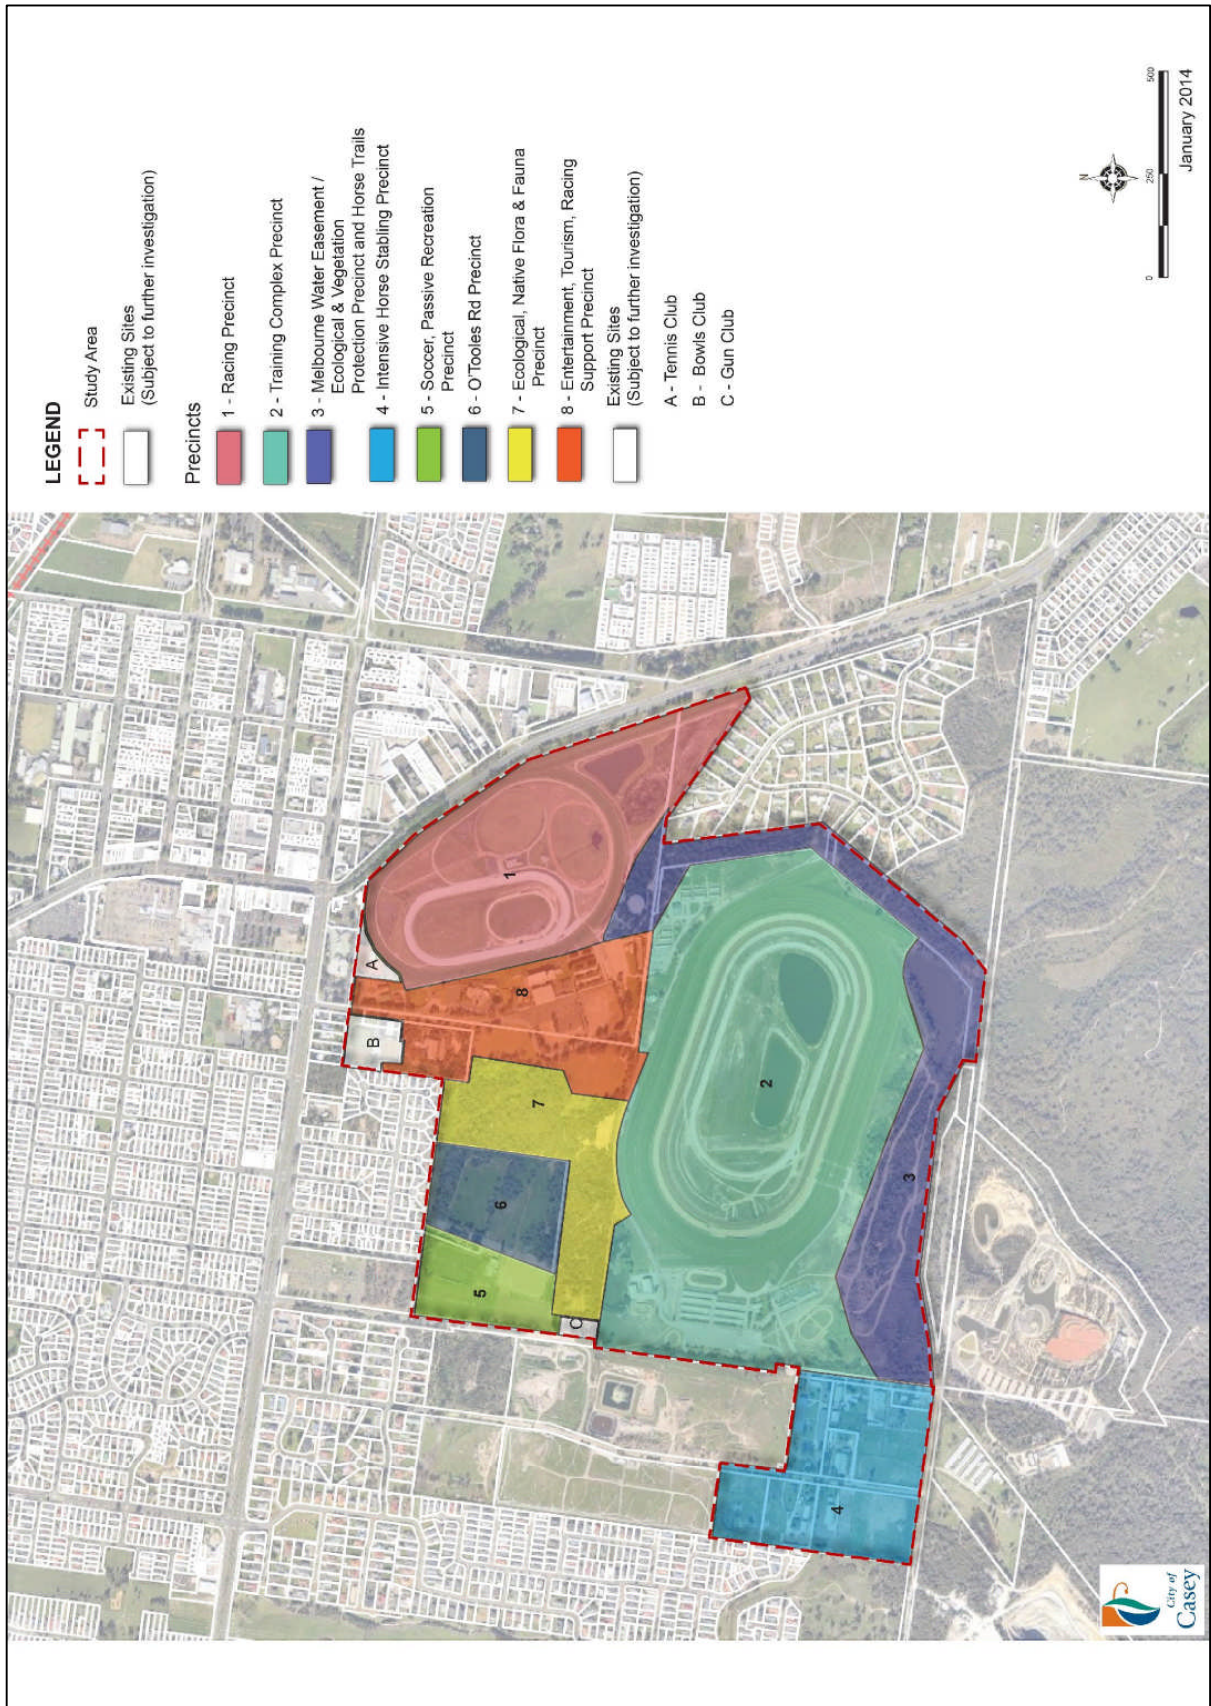 LEGEND
Study Area
Existing Sites
(Subject to further investigation)
Precincts
1 - Racing Precinct
2 - Training Complex Precinct
3 - Melbourne Water Easement /
Ecological & Vegetation
Protection Precinct and Horse Trails
4 - Intensive Horse Stabling Precinct
5 - Soccer, Passive Recreation
Precinct
6 - O'Tooles Rd Precinct
7 - Ecological, Native Flora & Fauna
Precinct
8 - Entertainment, Tourism, Racing
Support Precinct
Existing Sites
(Subject to further investigation)
A - Tennis Club
B - Bowls Club
C - Gun Club
N
0 250 500
January 2014
A
B
1
8
7
6
5
C
2
3
4
City of
Casey